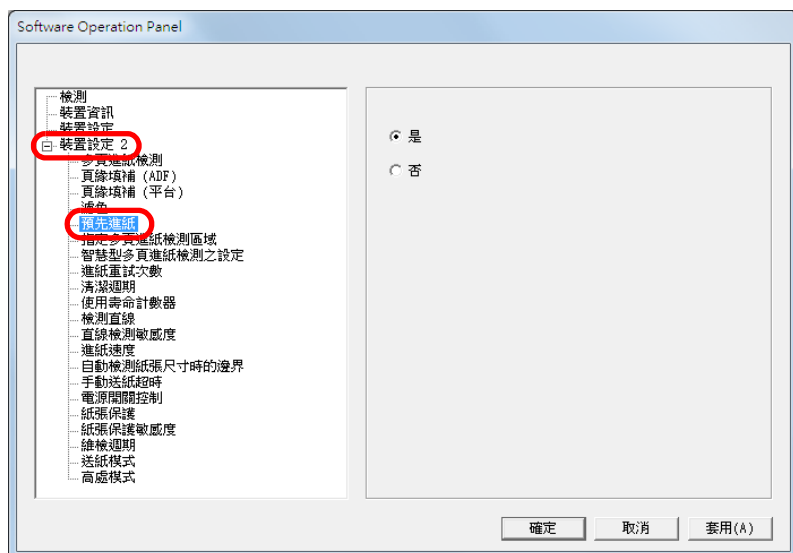 Software Operation Panel
檢測
裝置資訊
裝置設定
裝置設定 2
多頁進紙檢測
頁緣填補 (ADF)
頁緣填補 (平台)
濾色
預先進紙
指定多頁進紙檢測區域
智慧型多頁進紙檢測之設定
進紙重試次數
清潔週期
使用壽命計數器
檢測直線
直線檢測敏感度
進紙速度
自動檢測紙張尺寸時的邊界
手動送紙超時
電源開關控制
紙張保護
紙張保護敏感度
維檢週期
送紙模式
高處模式
是
否
確定 取消 套用(A)